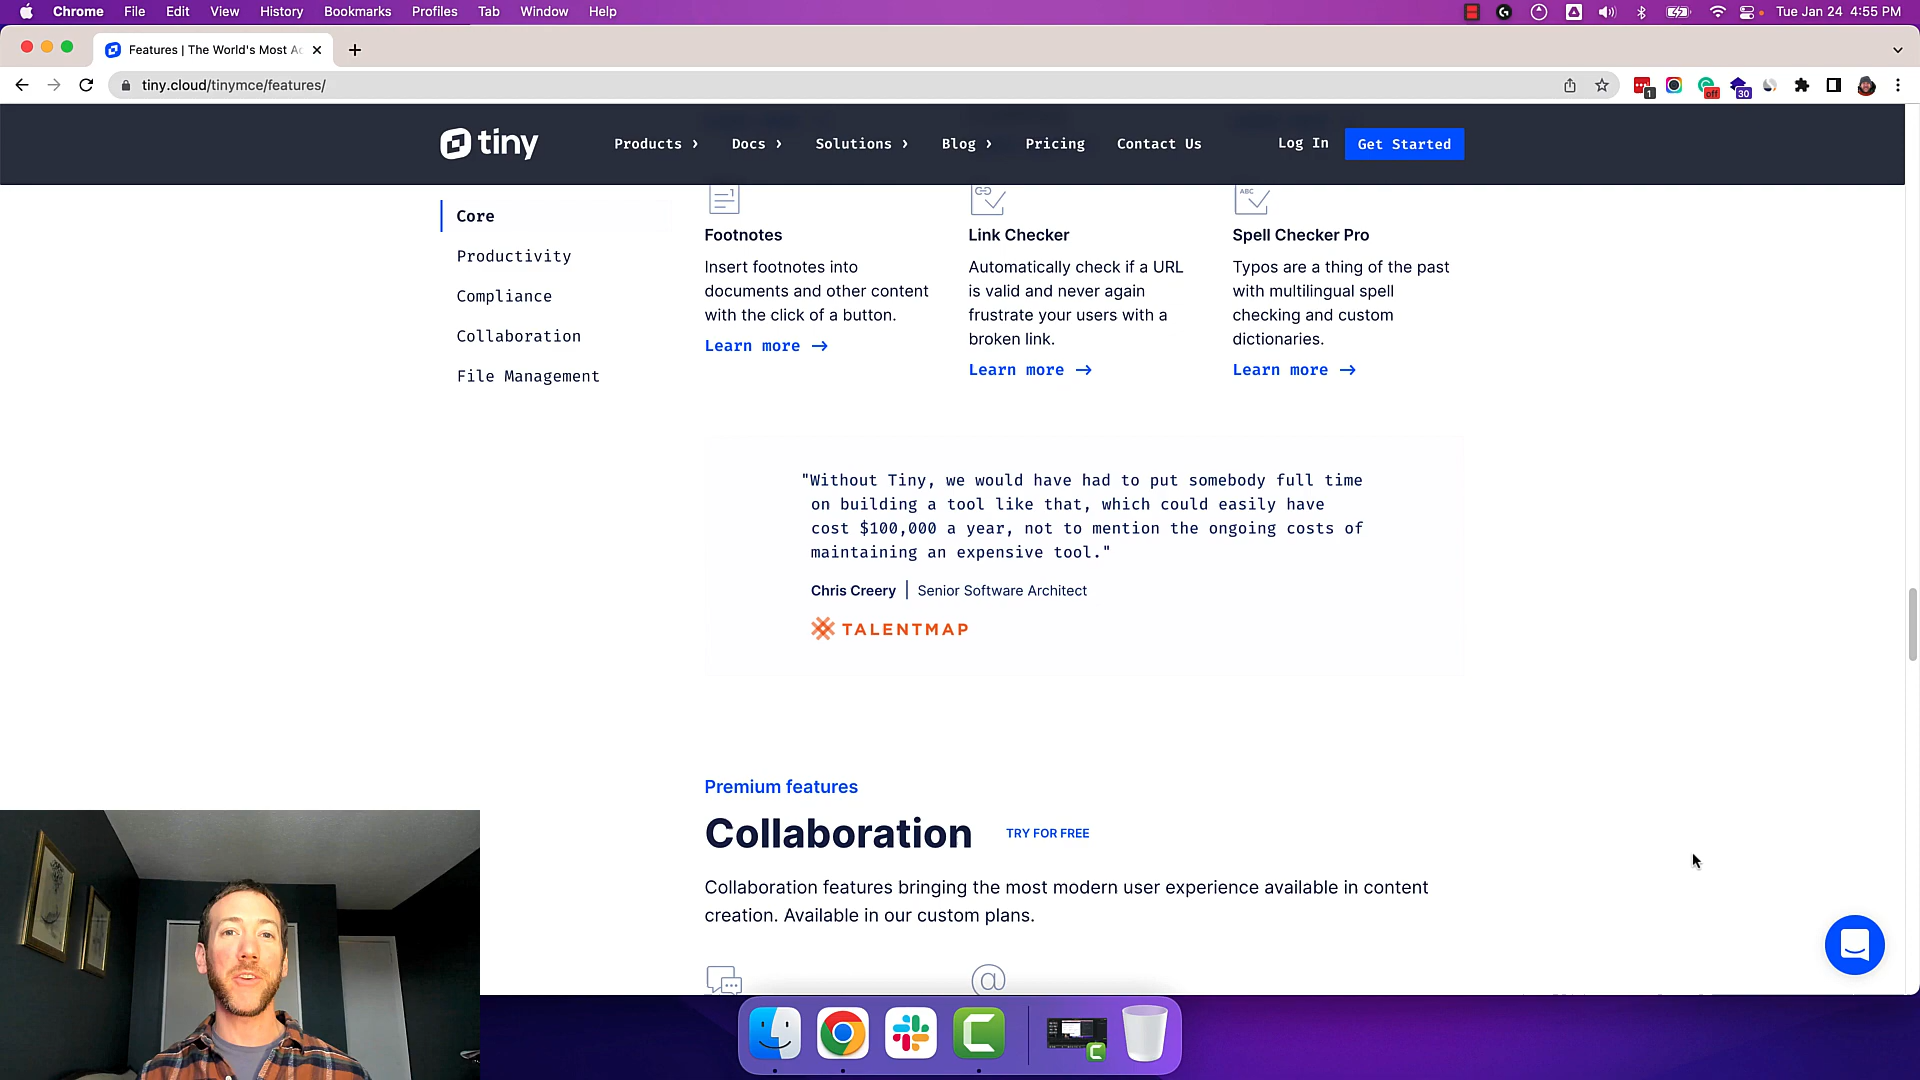 Chrome File Edit View History Bookmarks Profiles Tab Window Help
Tue Jan 24 4:55 PM
Features | The World's Most Ac
tiny.cloud/tinymce/features/
1
off
30
tiny
Products Docs Solutions Blog Pricing Contact Us
Log In
Get Started
Core
Productivity
Compliance
Collaboration
File Management
1
Footnotes
Insert footnotes into
documents and other content
with the click of a button.
Learn more →
Link Checker
Automatically check if a URL
is valid and never again
frustrate your users with a
broken link.
Learn more →
ABC
Spell Checker Pro
Typos are a thing of the past
with multilingual spell
checking and custom
dictionaries.
Learn more →
"Without Tiny, we would have had to put somebody full time
on building a tool like that, which could easily have
cost $100,000 a year, not to mention the ongoing costs of
maintaining an expensive tool."
Chris Creery | Senior Software Architect
TALENTMAP
Premium features
Collaboration TRY FOR FREE
Collaboration features bringing the most modern user experience available in content
creation. Available in our custom plans.
@